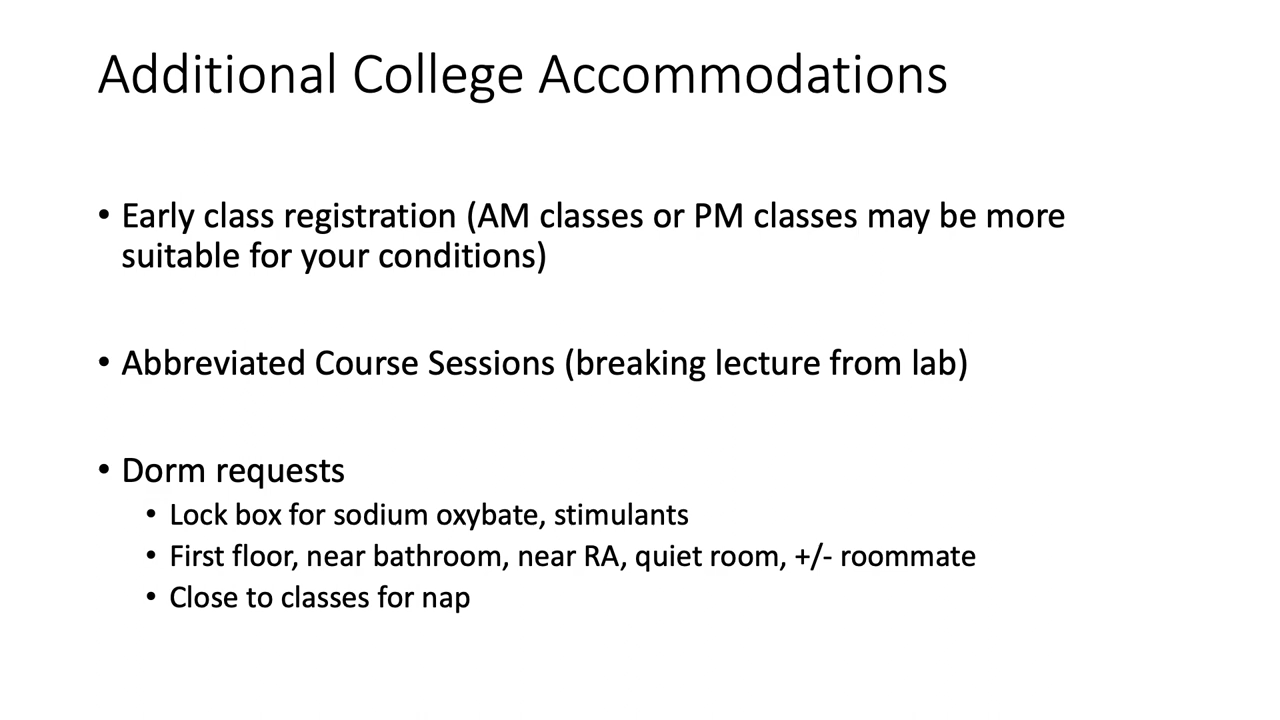 Additional College Accommodations
• Early class registration (AM classes or PM classes may be more
suitable for your conditions)
• Abbreviated Course Sessions (breaking lecture from lab)
• Dorm requests
• Lock box for sodium oxybate, stimulants
• First floor, near bathroom, near RA, quiet room, +/- roommate
• Close to classes for nap